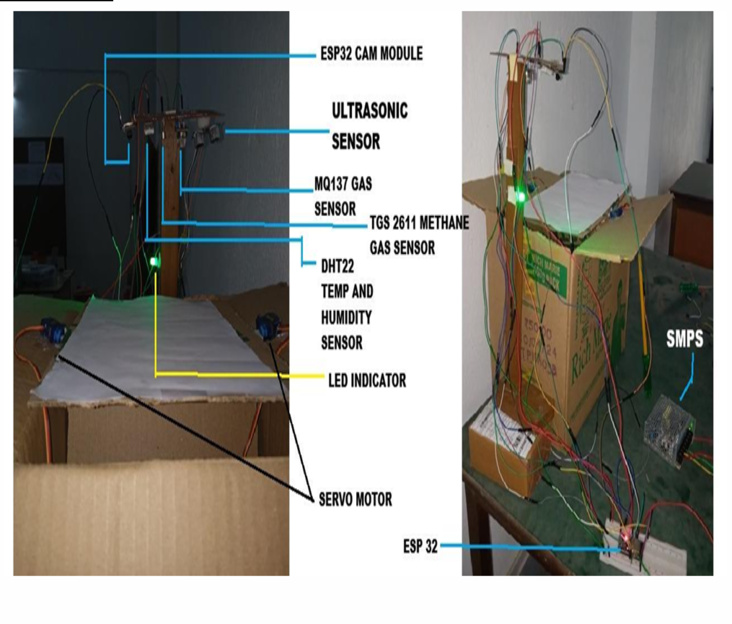 ESP32 CAM MODULE
ULTRASONIC
SENSOR
MQ137 GAS
SENSOR
TGS 2611 METHANE
GAS SENSOR
DHT22
TEMP AND
HUMIDITY
SENSOR
LED INDICATOR
SERVO MOTOR
SMPS
ESP 32